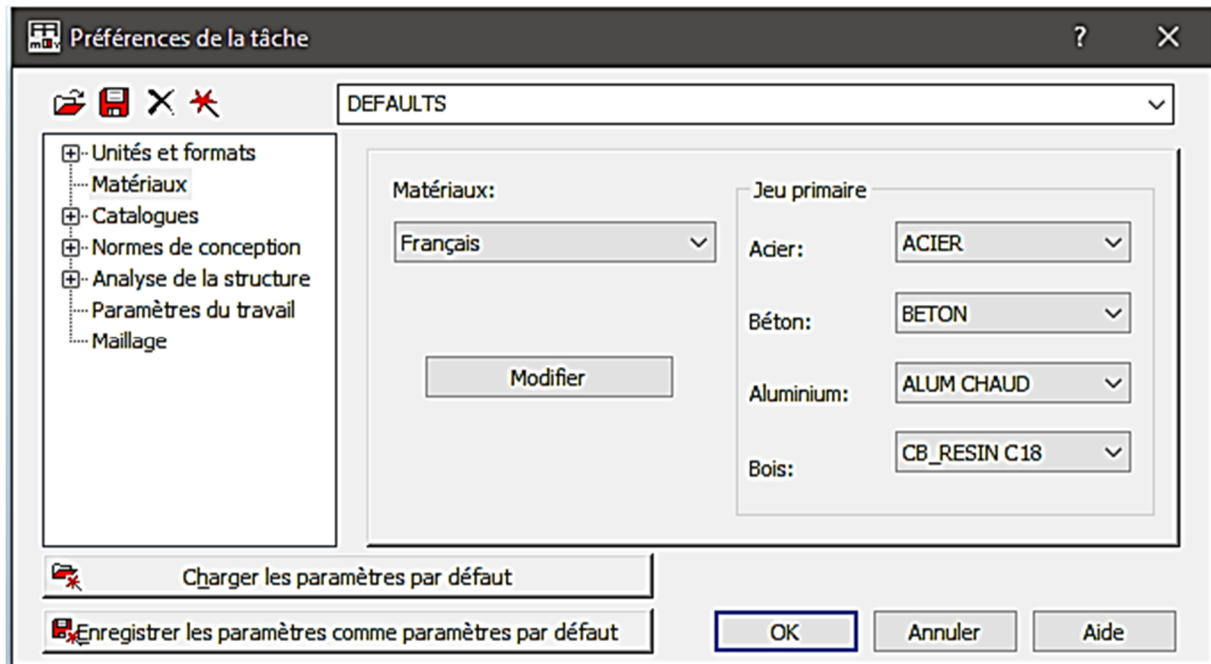 Préférences de la tâche
DEFAULTS
Unités et formats
Matériaux
Catalogues
Normes de conception
Analyse de la structure
Paramètres du travail
Maillage
Matériaux:
Français
Modifier
Jeu primaire
Acier:
ACIER
Béton:
BETON
Aluminium:
ALUM CHAUD
Bois:
CB_RESIN C18
Charger les paramètres par défaut
Enregistrer les paramètres comme paramètres par défaut
OK
Annuler
Aide